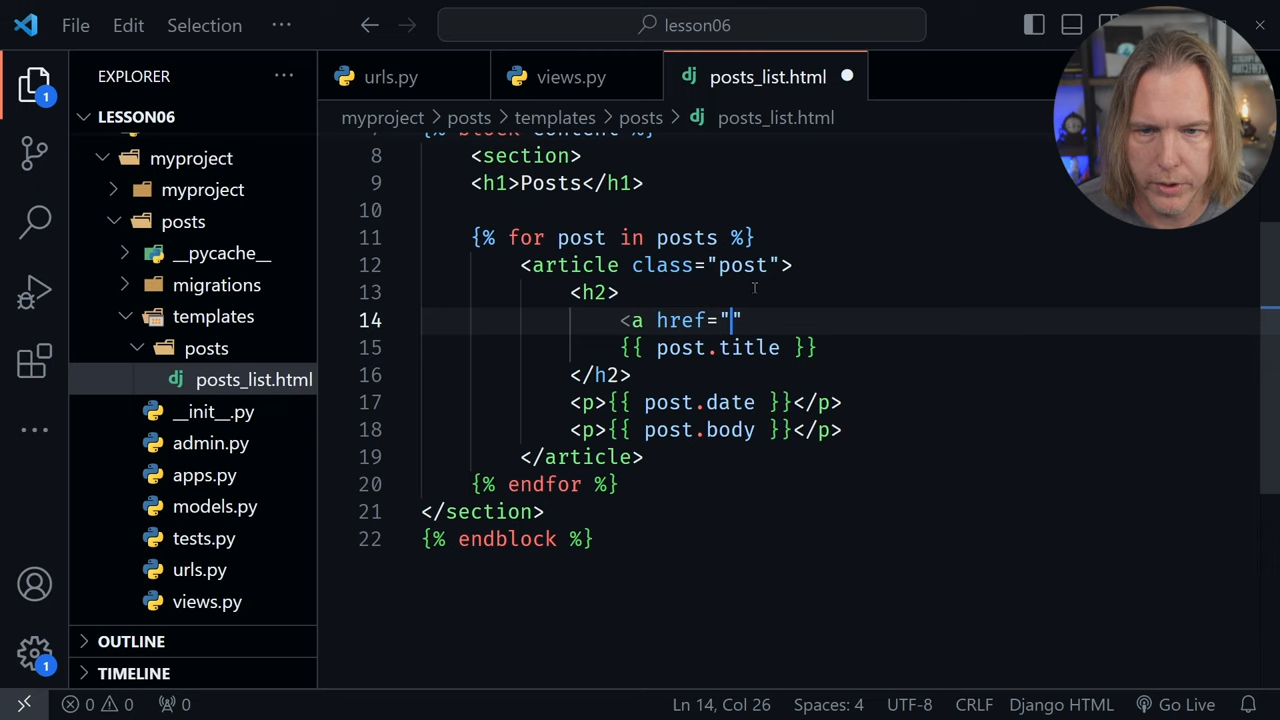 File Edit Selection ··· lesson06
EXPLORER ···
urls.py views.py posts_list.html
LESSON06
myproject > posts > templates > posts > posts_list.html
myproject
myproject
posts
__pycache__
migrations
templates
posts
posts_list.html
__init__.py
admin.py
apps.py
models.py
tests.py
urls.py
views.py
OUTLINE
TIMELINE
{% block content %}
8 <section>
9 <h1>Posts</h1>
10
11 {% for post in posts %}
12 <article class="post">
13 <h2>
14 <a href=""
15 {{ post.title }}
16 </h2>
17 <p>{{ post.date }}</p>
18 <p>{{ post.body }}</p>
19 </article>
20 {% endfor %}
21 </section>
22 {% endblock %}
1
1
0 0 0 Ln 14, Col 26 Spaces: 4 UTF-8 CRLF Django HTML Go Live